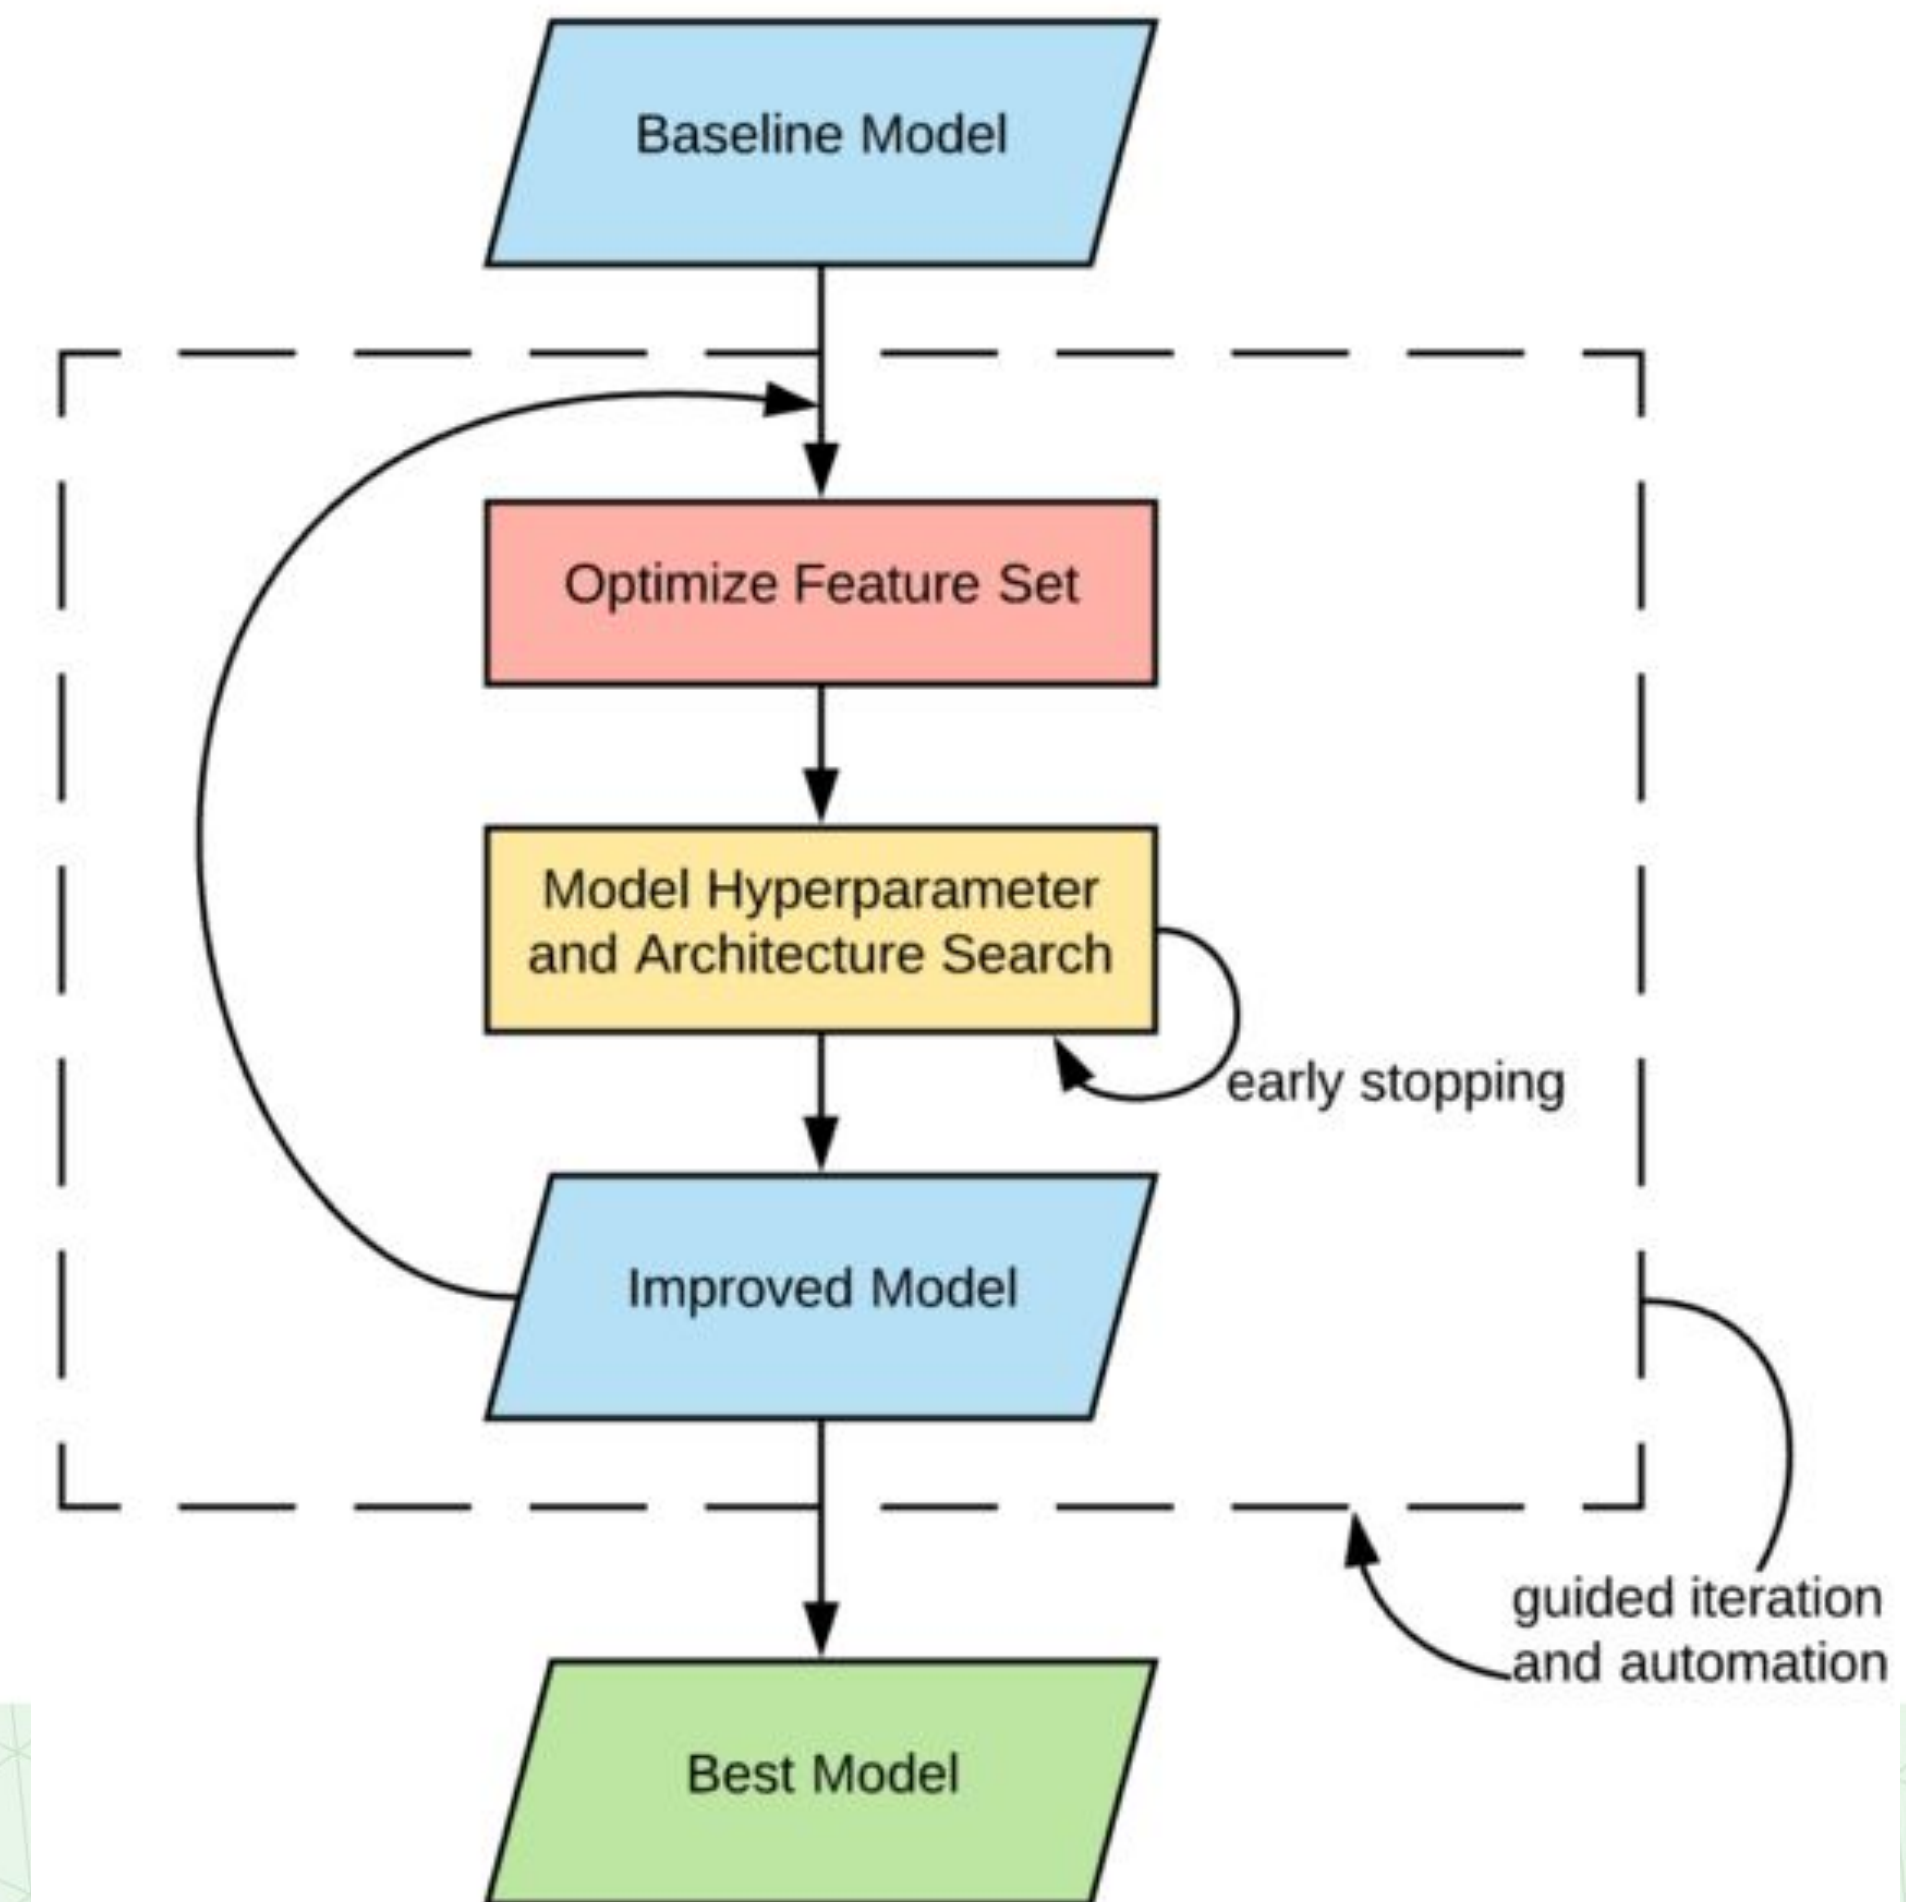 Baseline Model
Optimize Feature Set
Model Hyperparameter
and Architecture Search
early stopping
Improved Model
guided iteration
and automation
Best Model